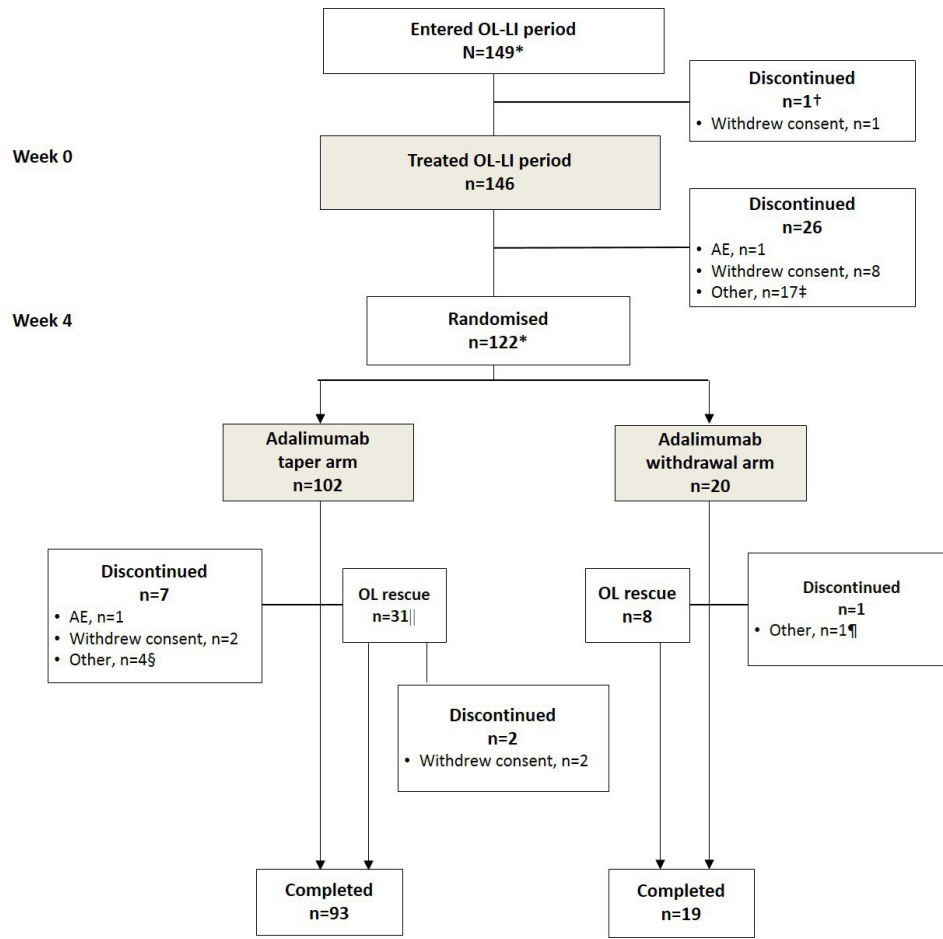 Entered OL-LI period
N=149*
Discontinued
n=1†
• Withdrew consent, n=1
Week 0
Treated OL-LI period
n=146
Discontinued
n=26
• AE, n=1
• Withdrew consent, n=8
• Other, n=17‡
Week 4
Randomised
n=122*
Adalimumab
taper arm
n=102
Adalimumab
withdrawal arm
n=20
Discontinued
n=7
• AE, n=1
• Withdrew consent, n=2
• Other, n=4§
OL rescue
n=31||
OL rescue
n=8
Discontinued
n=1
• Other, n=1¶
Discontinued
n=2
• Withdrew consent, n=2
Completed
n=93
Completed
n=19